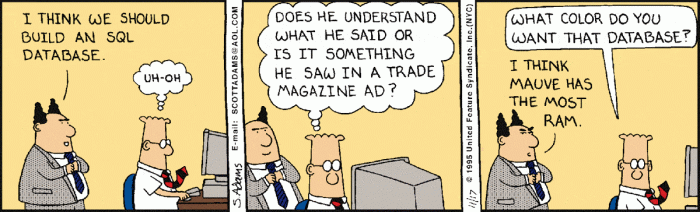 I THINK WE SHOULD
BUILD AN SQL
DATABASE.
UH-OH
S.Adams
E-mail: SCOTTADAMS@AOL.COM
DOES HE UNDERSTAND
WHAT HE SAID OR
IS IT SOMETHING
HE SAW IN A TRADE
MAGAZINE AD?
11/17
© 1995 United Feature Syndicate, Inc.(NYC)
WHAT COLOR DO YOU
WANT THAT DATABASE?
I THINK
MAUVE HAS
THE MOST
RAM.